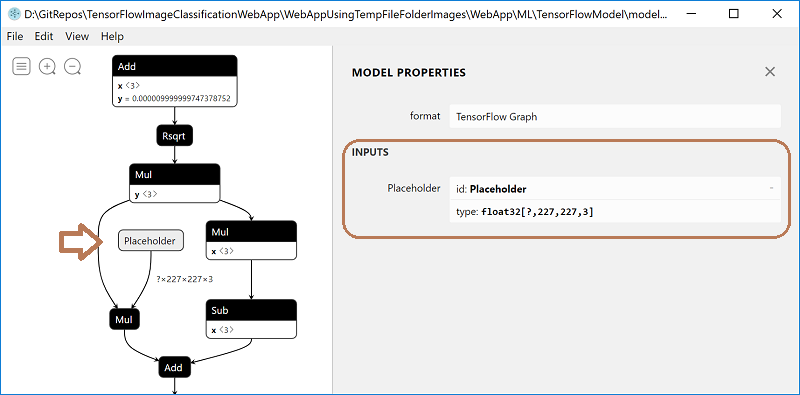 D:\GitRepos\TensorFlowImageClassificationWebApp\WebAppUsingTempFileFolderImages\WebApp\ML\TensorFlowModel\model...
File Edit View Help
Add
x ⟨3⟩
y = 0.000009999999747378752
Rsqrt
Mul
y ⟨3⟩
Placeholder
Mul
x ⟨3⟩
?×227×227×3
Mul
Sub
x ⟨3⟩
Add
MODEL PROPERTIES
format TensorFlow Graph
INPUTS
Placeholder id: Placeholder -
type: float32[?,227,227,3]